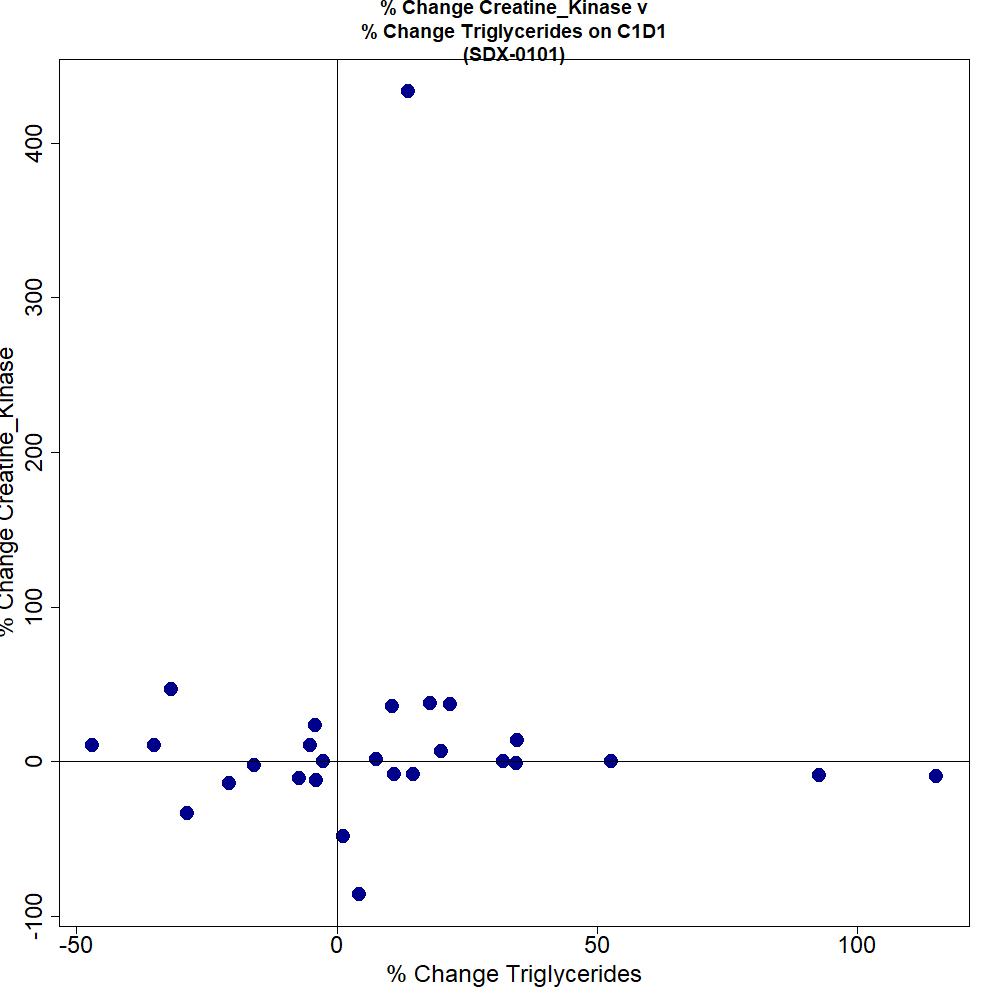 % Change Creatine_Kinase v
% Change Triglycerides on C1D1
(SDX-0101)
% Change Creatine_Kinase
400
300
200
100
0
-100
-50
0
50
100
% Change Triglycerides